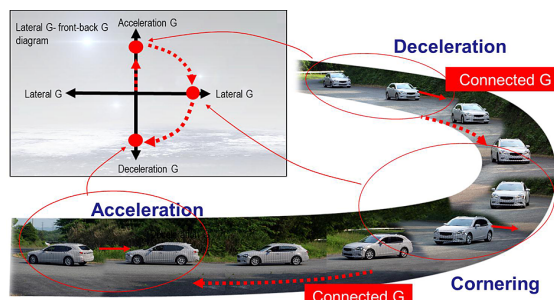 Lateral G- front-back G
diagram
Acceleration G
Lateral G
Lateral G
Deceleration G
Deceleration
Connected G
Acceleration
Cornering
Connected G